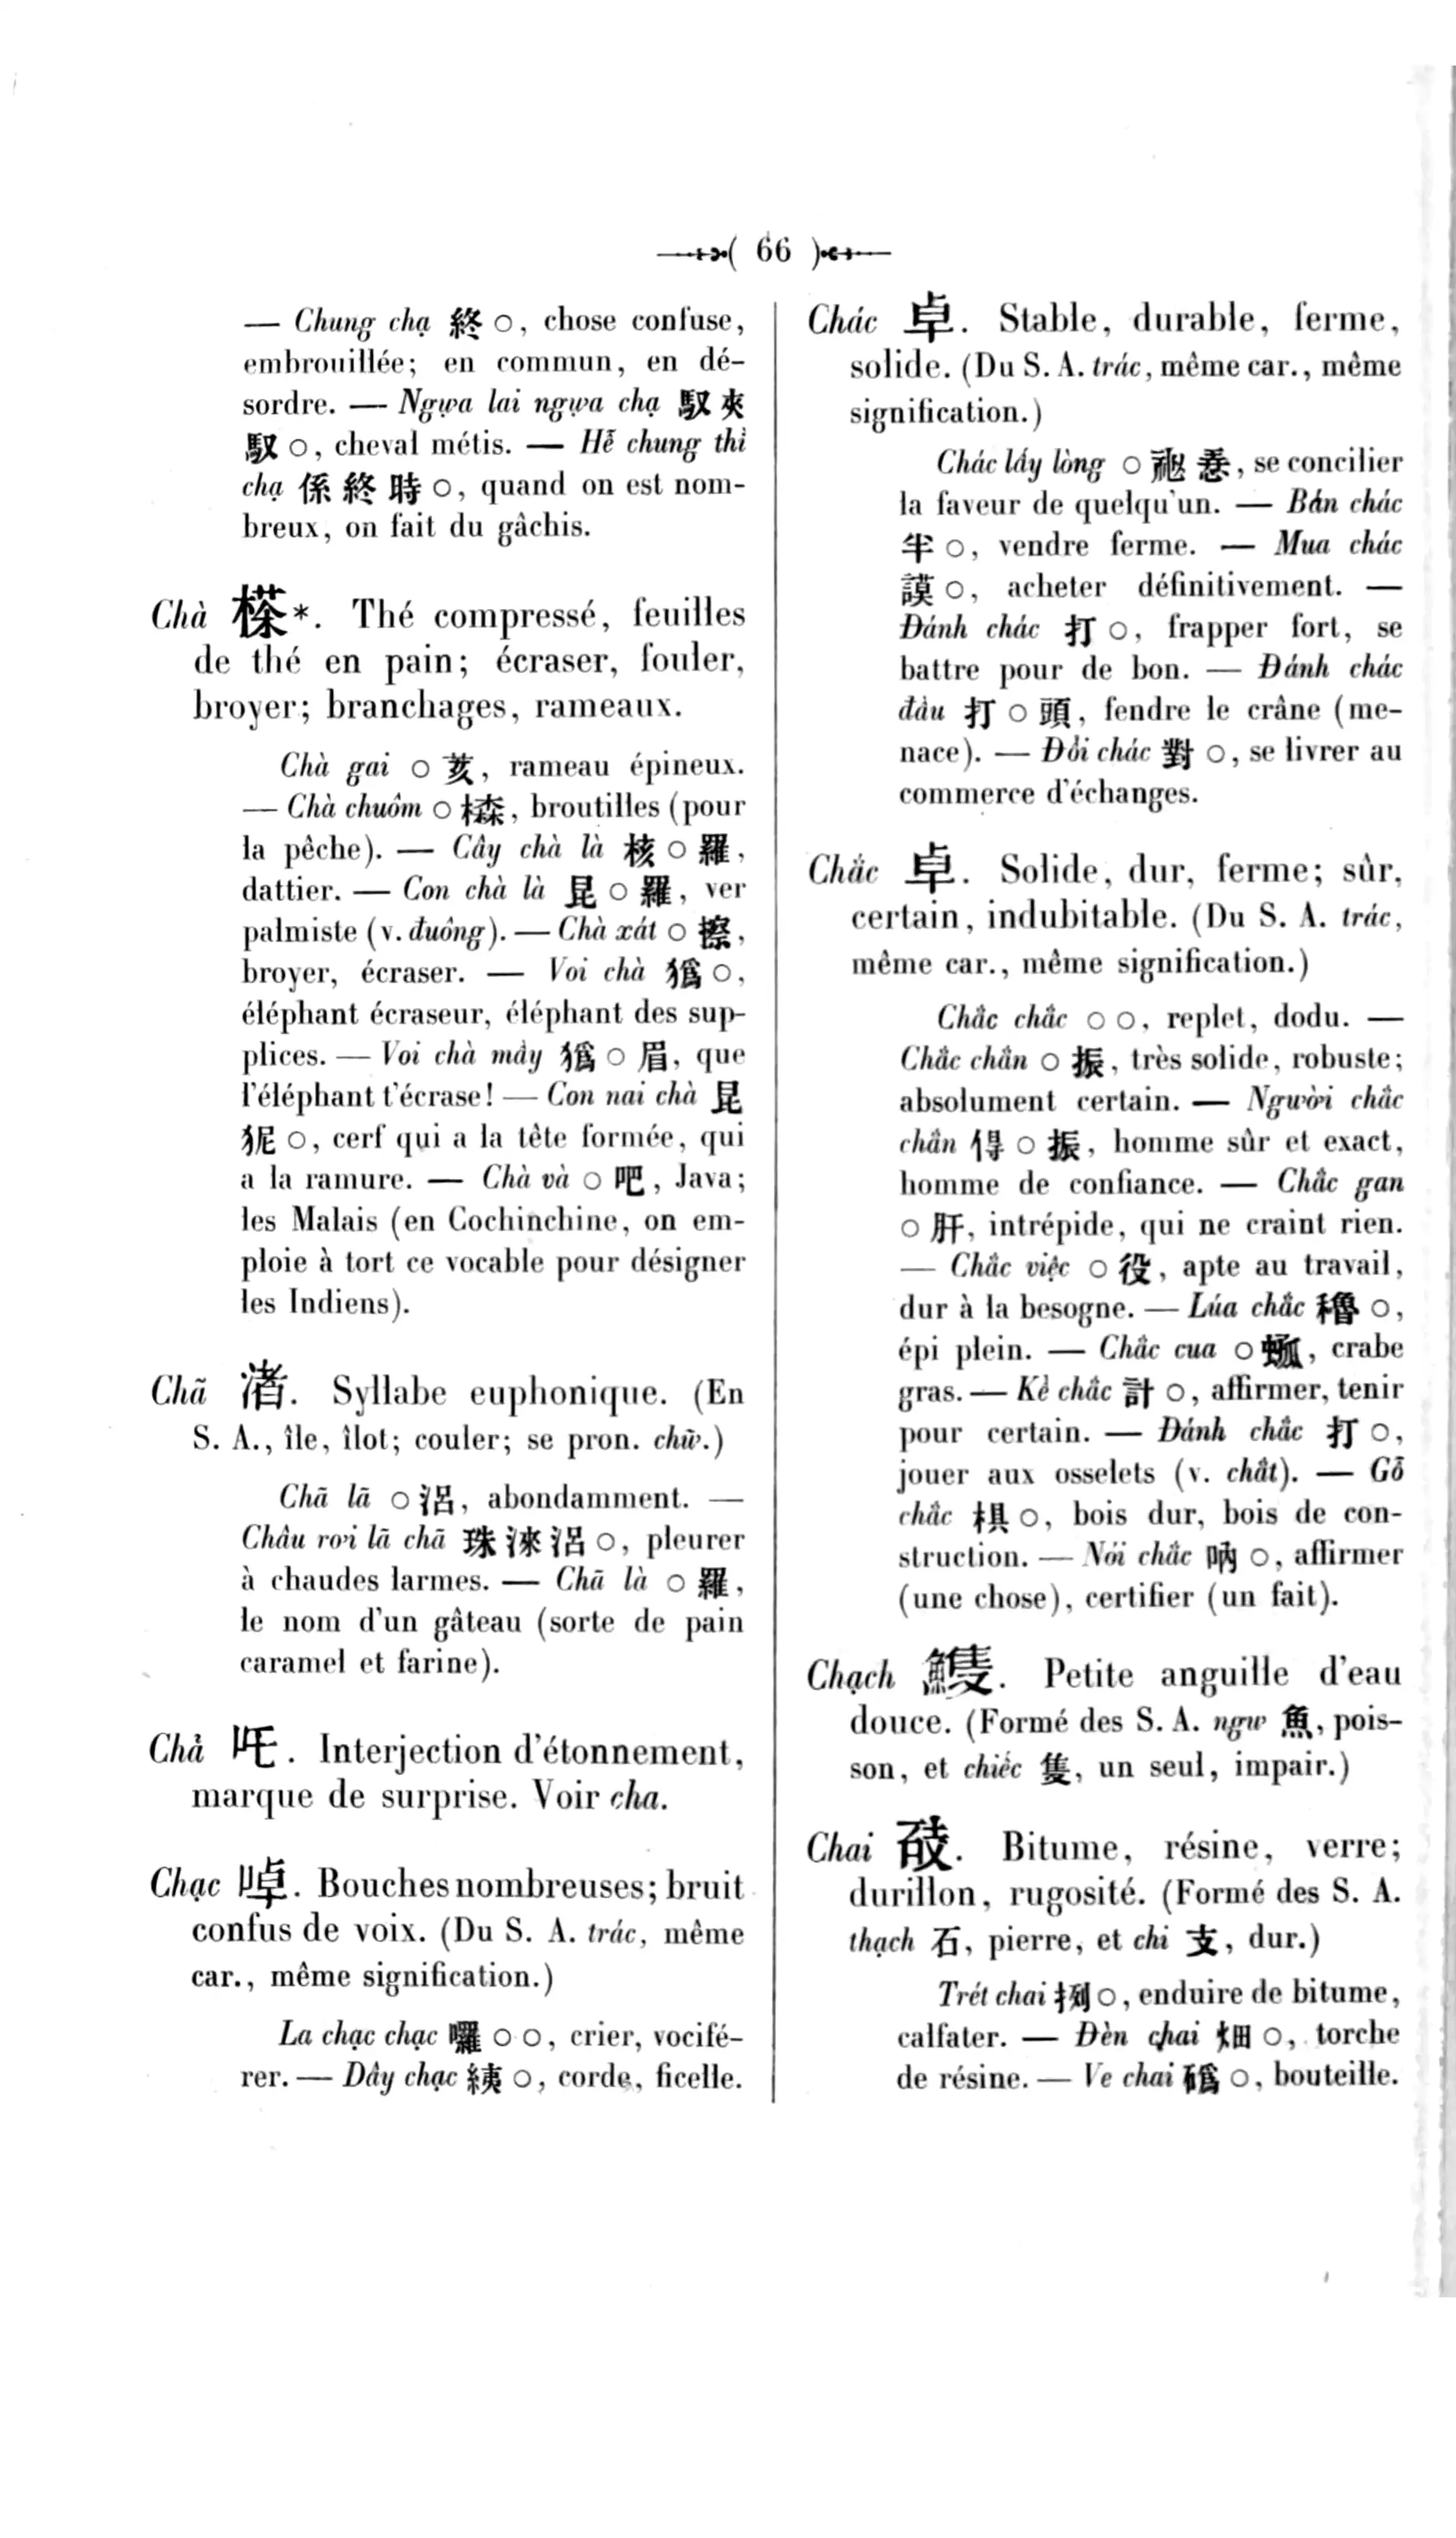 ( 66 )
— Chung chạ 終 ○, chose confuse,
embrouillée; en commun, en dé-
sordre. — Ngựa lai ngựa chạ 馭 夾
馭 ○, cheval métis. — Hễ chung thì
chạ 係 終 時 ○, quand on est nom-
breux, on fait du gâchis.
Chà 𣘃*. Thé compressé, feuilles
de thé en pain; écraser, fouler,
broyer; branchages, rameaux.
Chà gai ○ 荄, rameau épineux.
— Chà chuôm ○, broutilles (pour
la pêche). — Cây chà là 核 ○ 羅,
dattier. — Con chà là 昆 ○ 羅, ver
palmiste (v. đuông). — Chà xát ○ 擦,
broyer, écraser. — Voi chà ○,
éléphant écraseur, éléphant des sup-
plices. — Voi chà mầy ○ 眉, que
l'éléphant t'écrase! — Con nai chà 昆
狔 ○, cerf qui a la tête formée, qui
a la ramure. — Chà và ○ 吧, Java;
les Malais (en Cochinchine, on em-
ploie à tort ce vocable pour désigner
les Indiens).
Chã 渚. Syllabe euphonique. (En
S. A., île, îlot; couler; se pron. chữ.)
Chã lã ○ 浥, abondamment. —
Châu rơi lã chã 珠 淶 ○, pleurer
à chaudes larmes. — Chã là ○ 羅,
le nom d'un gâteau (sorte de pain
caramel et farine).
Chả 吒. Interjection d'étonnement,
marque de surprise. Voir cha.
Chạc 啅. Bouches nombreuses; bruit
confus de voix. (Du S. A. trác, même
car., même signification.)
La chạc chạc 囉 ○ ○, crier, vocifé-
rer. — Dây chạc 絏 ○, corde, ficelle.
Chác 卓. Stable, durable, ferme,
solide. (Du S. A. trác, même car., même
signification.)
Chác lấy lòng ○, se concilier
la faveur de quelqu'un. — Bán chác
半 ○, vendre ferme. — Mua chác
謨 ○, acheter définitivement. —
Đánh chác 打 ○, frapper fort, se
battre pour de bon. — Đánh chác
đầu 打 ○ 頭, fendre le crâne (me-
nace). — Đổi chác 對 ○, se livrer au
commerce d'échanges.
Chắc 卓. Solide, dur, ferme; sûr,
certain, indubitable. (Du S. A. trác,
même car., même signification.)
Chắc chắc ○ ○, replet, dodu. —
Chắc chắn ○ 振, très solide, robuste;
absolument certain. — Người chắc
chắn 㝵 ○ 振, homme sûr et exact,
homme de confiance. — Chắc gan
○ 肝, intrépide, qui ne craint rien.
— Chắc việc ○ 役, apte au travail,
dur à la besogne. — Lúa chắc 穭 ○,
épi plein. — Chắc cua ○, crabe
gras. — Kể chắc 計 ○, affirmer, tenir
pour certain. — Đánh chắc 打 ○,
jouer aux osselets (v. chắt). — Gỗ
chắc 椇 ○, bois dur, bois de con-
struction. — Nói chắc 吶 ○, affirmer
(une chose), certifier (un fait).
Chạch. Petite anguille d'eau
douce. (Formé des S. A. ngư 魚, pois-
son, et chiếc 隻, un seul, impair.)
Chai. Bitume, résine, verre;
durillon, rugosité. (Formé des S. A.
thạch 石, pierre, et chi 支, dur.)
Trét chai 挒 ○, enduire de bitume,
calfater. — Đèn chai 畑 ○, torche
de résine. — Ve chai ○, bouteille.